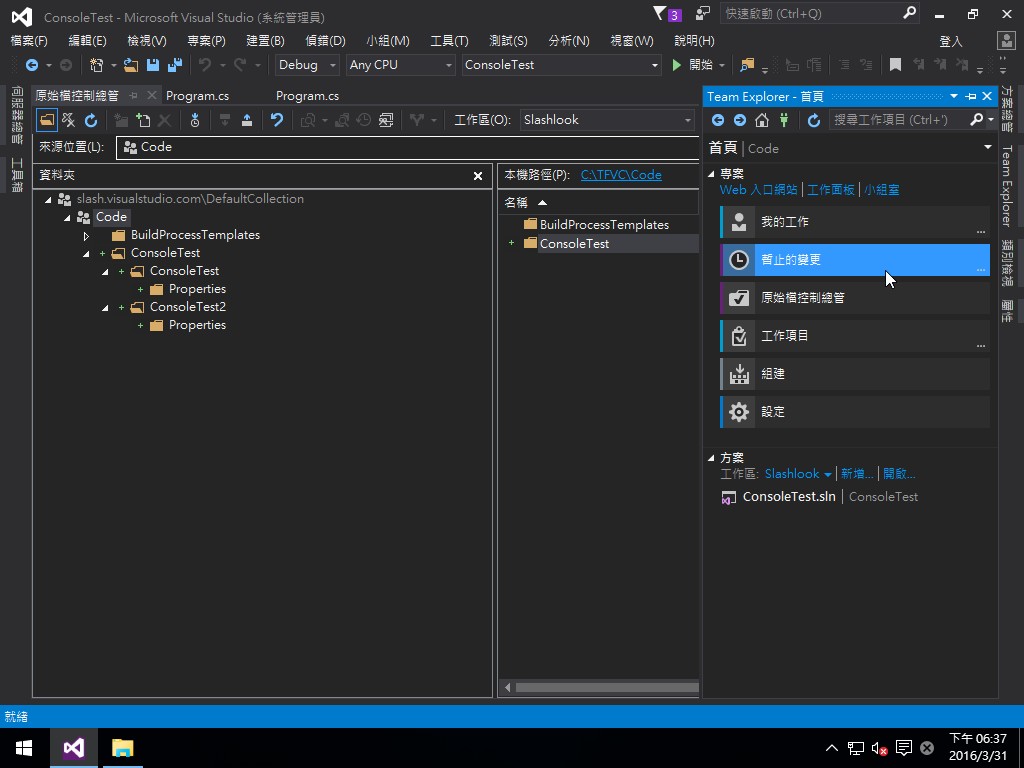 ConsoleTest - Microsoft Visual Studio (系統管理員)
3
快速啟動 (Ctrl+Q)
檔案(F) 編輯(E) 檢視(V) 專案(P) 建置(B) 偵錯(D) 小組(M) 工具(T) 測試(S) 分析(N) 視窗(W) 說明(H)
登入
Debug Any CPU ConsoleTest 開始
伺服器總管
工具箱
原始檔控制總管 Program.cs Program.cs
工作區(O): Slashlook
來源位置(L): Code
資料夾
slash.visualstudio.com\DefaultCollection
Code
BuildProcessTemplates
ConsoleTest
ConsoleTest
Properties
ConsoleTest2
Properties
本機路徑(P): C:\TFVC\Code
名稱
BuildProcessTemplates
ConsoleTest
Team Explorer - 首頁
搜尋工作項目 (Ctrl+')
首頁 | Code
專案
Web 入口網站 | 工作面板 | 小組室
我的工作
...
暫止的變更
...
原始檔控制總管
工作項目
...
組建
設定
方案
工作區: Slashlook | 新增... | 開啟...
ConsoleTest.sln | ConsoleTest
方案總管
Team Explorer
類別檢視
屬性
就緒
下午 06:37
2016/3/31